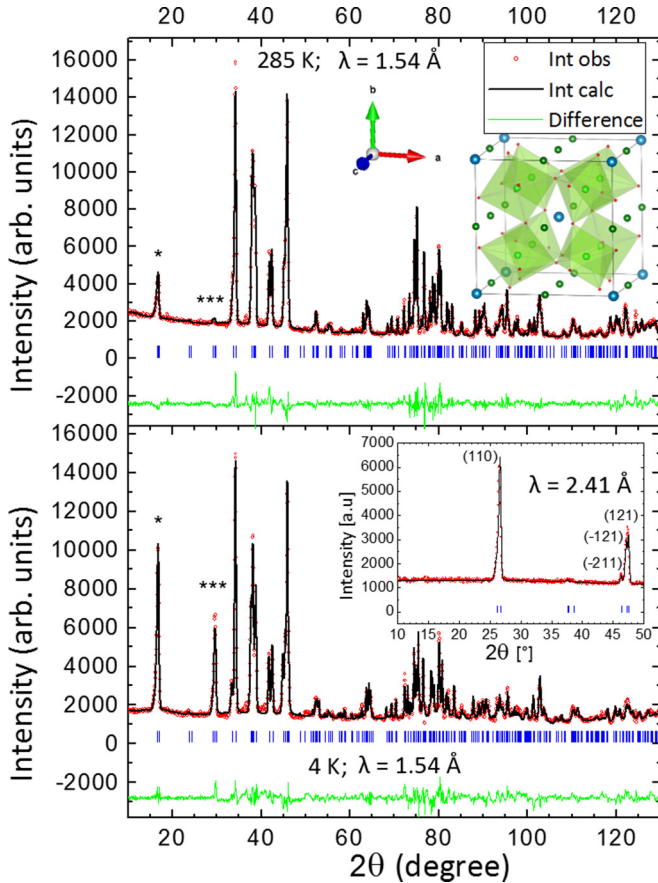 20 40 60 80 100 120
16000
14000
12000
10000
8000
6000
4000
2000
0
-2000
Intensity (arb. units)
285 K; λ = 1.54 Å
Int obs
Int calc
Difference
b
a
c
*
***
16000
14000
12000
10000
8000
6000
4000
2000
0
-2000
Intensity (arb. units)
*
***
7000
6000
5000
4000
3000
2000
1000
0
Intensity [a.u]
(110)
λ = 2.41 Å
(121)
(-121)
(-211)
10 15 20 25 30 35 40 45 50
2θ [°]
4 K; λ = 1.54 Å
20 40 60 80 100 120
2θ (degree)